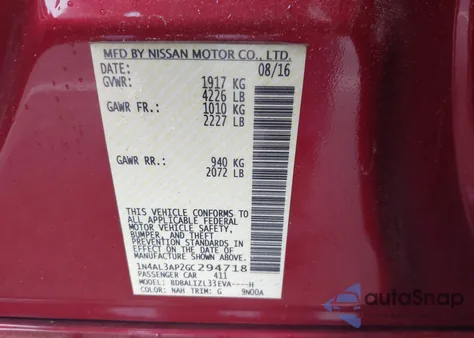 MFD BY NISSAN MOTOR CO., LTD.
DATE: 08/16
GVWR: 1917 KG
4226 LB
GAWR FR.: 1010 KG
2227 LB
GAWR RR.: 940 KG
2072 LB
THIS VEHICLE CONFORMS TO
ALL APPLICABLE FEDERAL
MOTOR VEHICLE SAFETY,
BUMPER, AND THEFT PREVENTION
STANDARDS IN EFFECT ON THE
DATE OF MANUFACTURE SHOWN
ABOVE.
1N4AL3AP2GC294718
PASSENGER CAR 411
MODEL: BDBALIZL33EVA----H
COLOR: NAH TRIM: G 9N00A
autoSnap